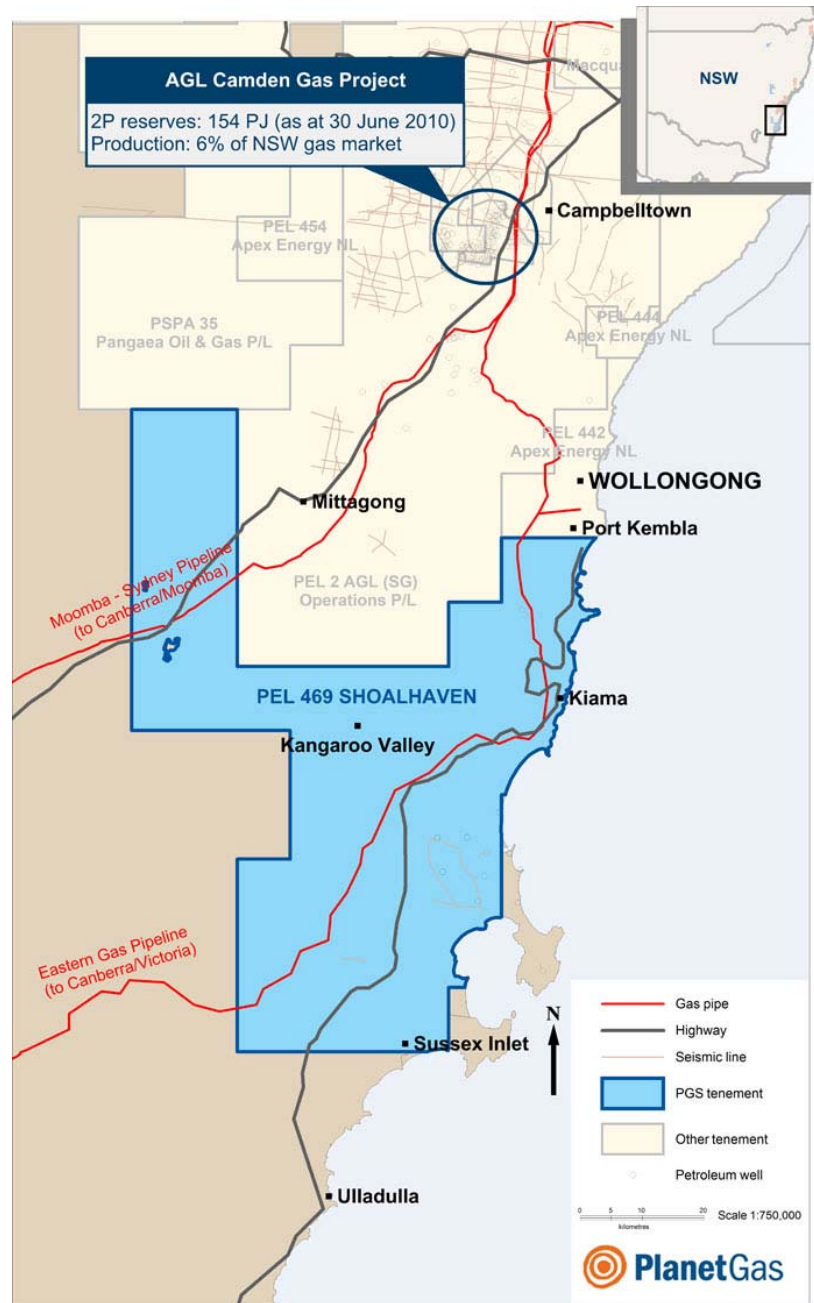 AGL Camden Gas Project
2P reserves: 154 PJ (as at 30 June 2010)
Production: 6% of NSW gas market
NSW
Campbelltown
PEL 454
Apex Energy NL
PSPA 35
Pangaea Oil & Gas P/L
PEL 444
Apex Energy NL
PEL 442
Apex Energy NL
WOLLONGONG
Mittagong
Port Kembla
Moomba - Sydney Pipeline
(to Canberra/Moomba)
PEL 2 AGL (SG)
Operations P/L
PEL 469 SHOALHAVEN
Kiama
Kangaroo Valley
Eastern Gas Pipeline
(to Canberra/Victoria)
Sussex Inlet
Ulladulla
N
Gas pipe
Highway
Seismic line
PGS tenement
Other tenement
Petroleum well
0 5 10 20
kilometres
Scale 1:750,000
PlanetGas